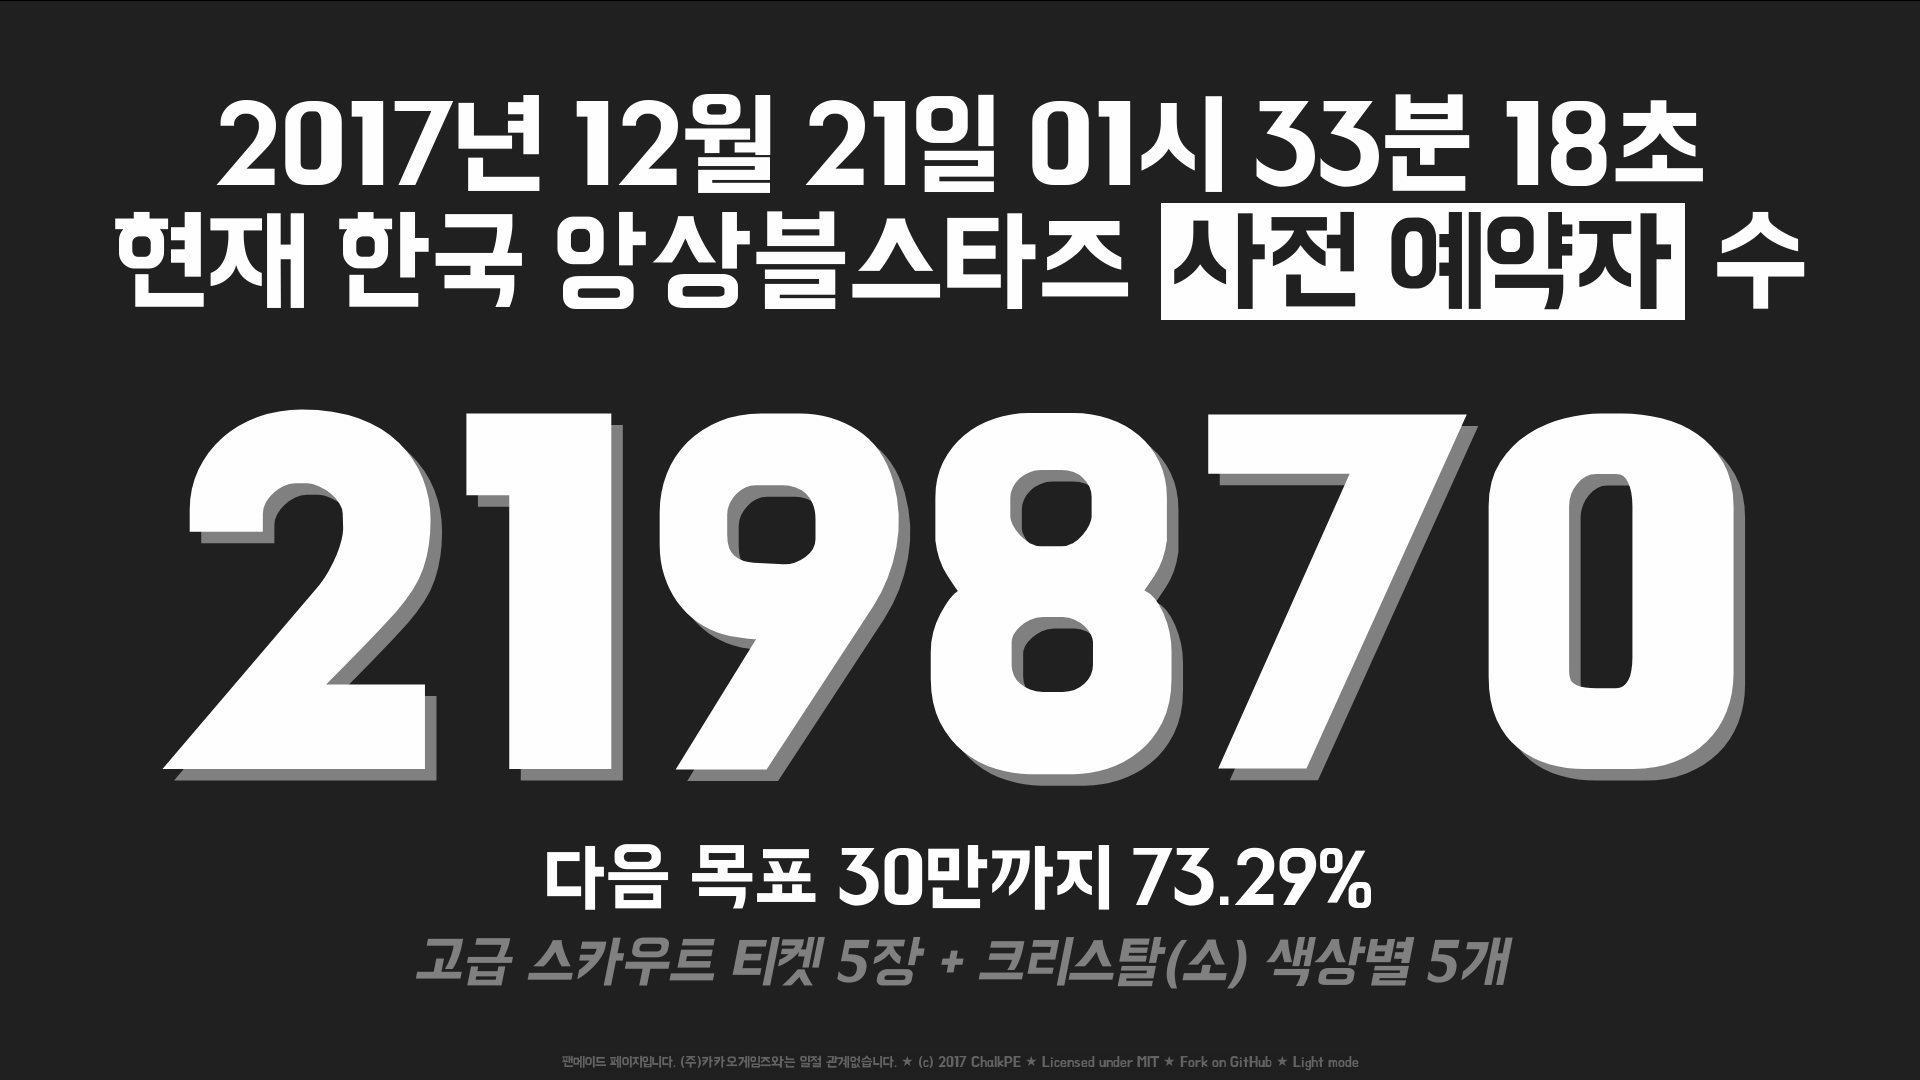 2017년 12월 21일 01시 33분 18초
현재 한국 앙상블스타즈 사전 예약자 수
219870
다음 목표 30만까지 73.29%
고급 스카우트 티켓 5장 + 크리스탈(소) 색상별 5개
팬메이드 페이지입니다. (주)카카오게임즈와는 일절 관계없습니다. ★ (c) 2017 ChalkPE ★ Licensed under MIT ★ Fork on GitHub ★ Light mode